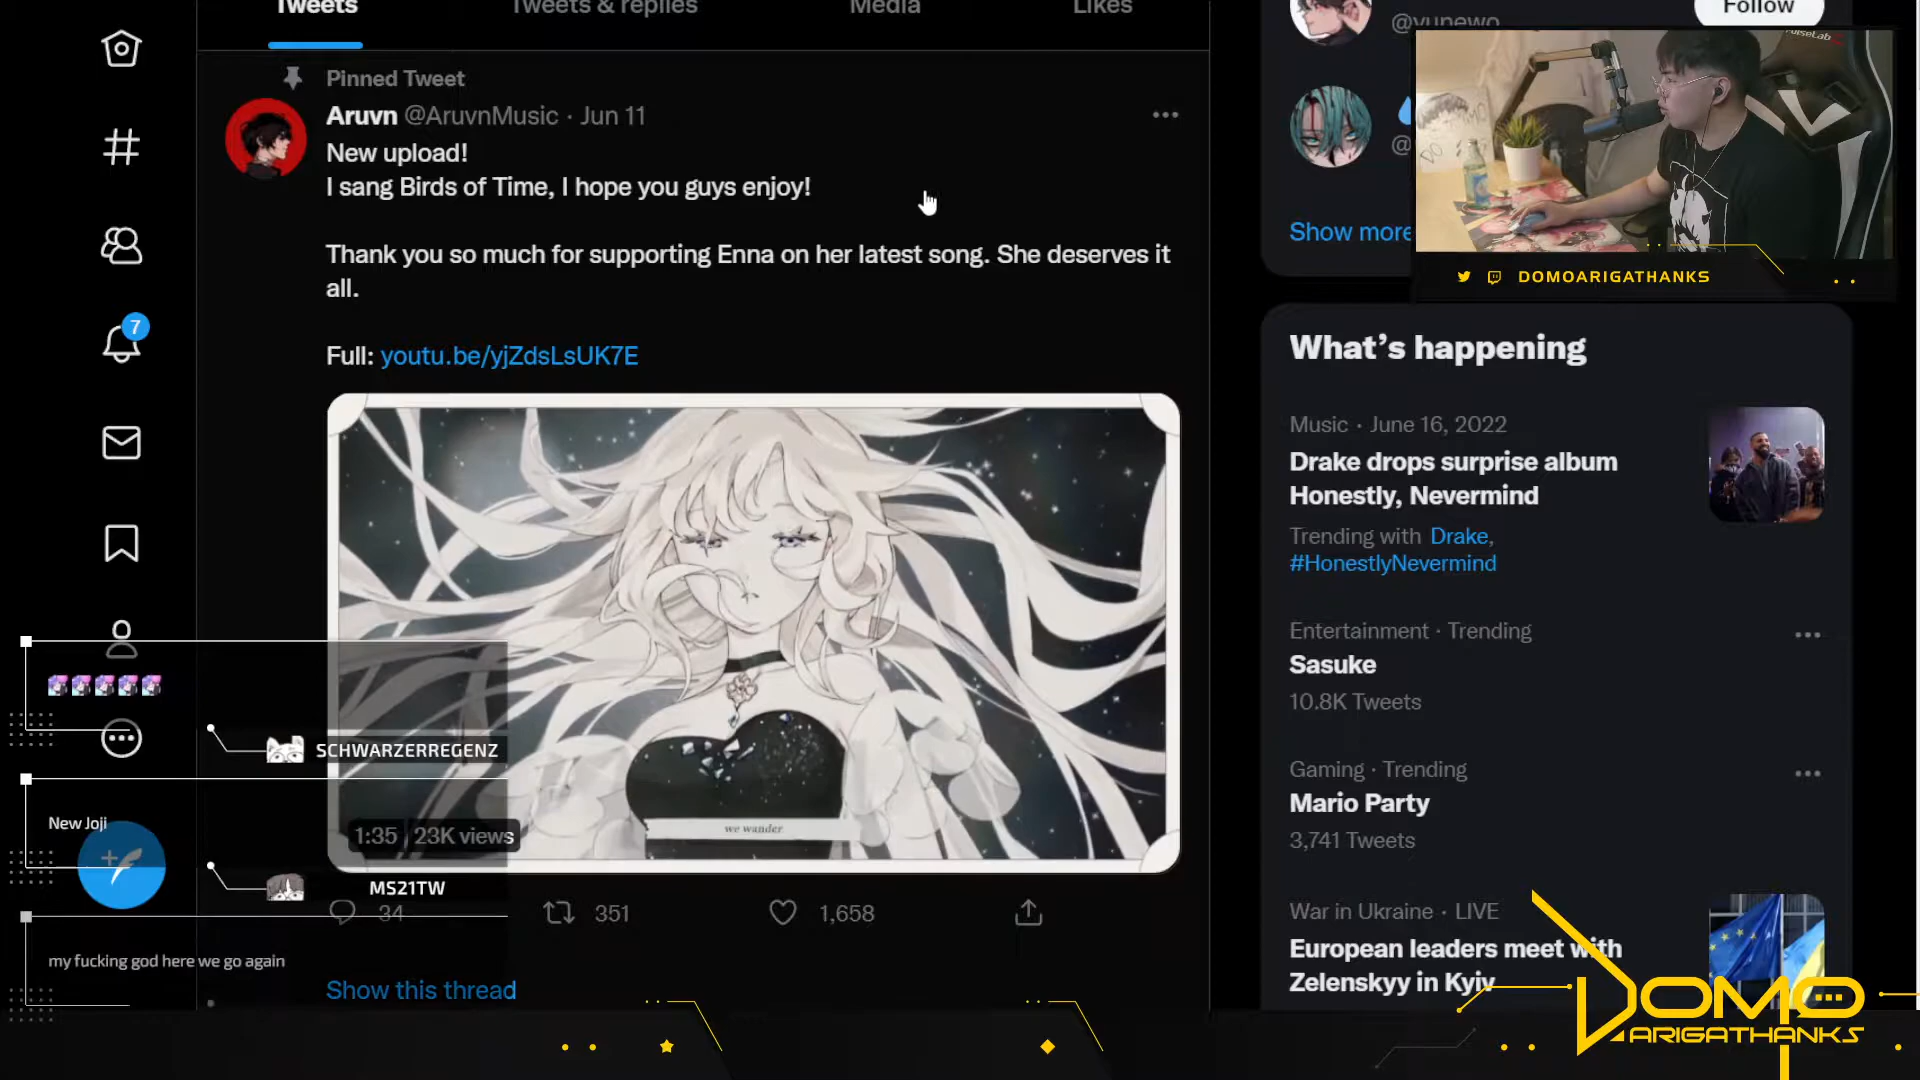 Tweets
Tweets & replies
Media
Likes
Pinned Tweet
Aruvn @AruvnMusic · Jun 11
New upload!
I sang Birds of Time, I hope you guys enjoy!
Thank you so much for supporting Enna on her latest song. She deserves it
all.
Full: youtu.be/yjZdsLsUK7E
we wander
1:35
23K views
34
351
1,658
Show this thread
7
SCHWARZERREGENZ
New Joji
MS21TW
my fucking god here we go again
@yunewo
Follow
@
Show more
DOMOARIGATHANKS
What's happening
Music · June 16, 2022
Drake drops surprise album
Honestly, Nevermind
Trending with Drake,
#HonestlyNevermind
Entertainment · Trending
Sasuke
10.8K Tweets
Gaming · Trending
Mario Party
3,741 Tweets
War in Ukraine · LIVE
European leaders meet with
Zelenskyy in Kyiv
DOMO
ARIGATHANKS